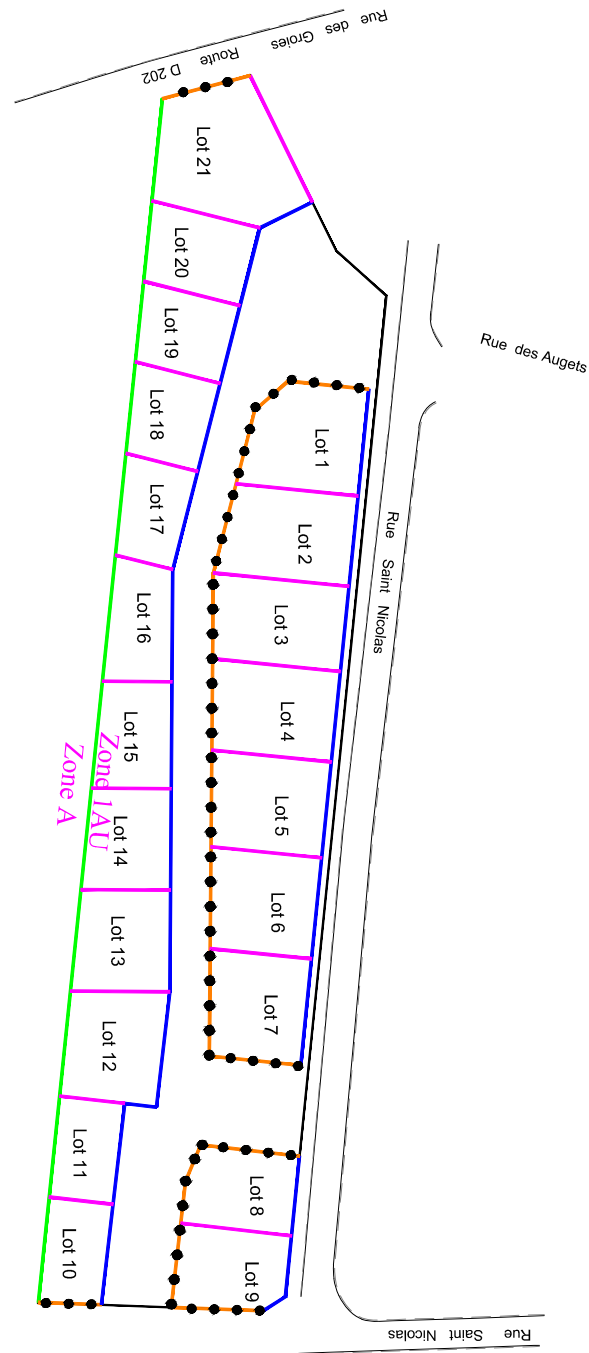 Rue des Groies
Route D 202
Lot 21
Lot 20
Lot 19
Lot 18
Lot 17
Lot 16
Lot 15
Lot 14
Lot 13
Lot 12
Lot 11
Lot 10
Zone 1AU
Zone A
Lot 1
Lot 2
Lot 3
Lot 4
Lot 5
Lot 6
Lot 7
Lot 8
Lot 9
Rue des Augets
Rue Saint Nicolas
Rue Saint Nicolas